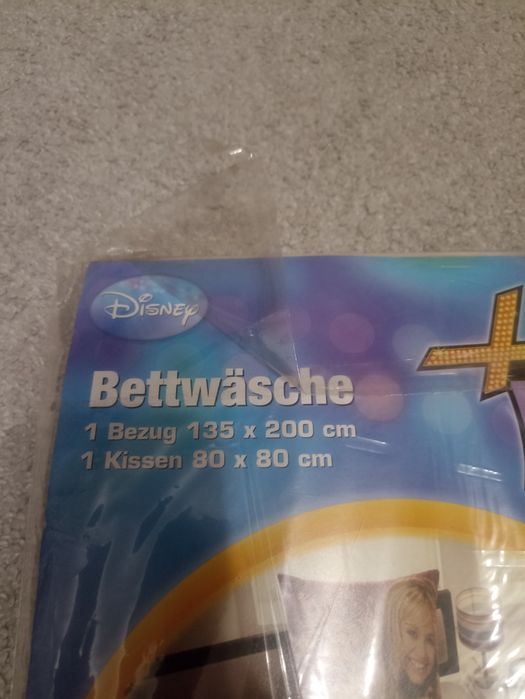 Disney
Bettwäsche
1 Bezug 135 x 200 cm
1 Kissen 80 x 80 cm